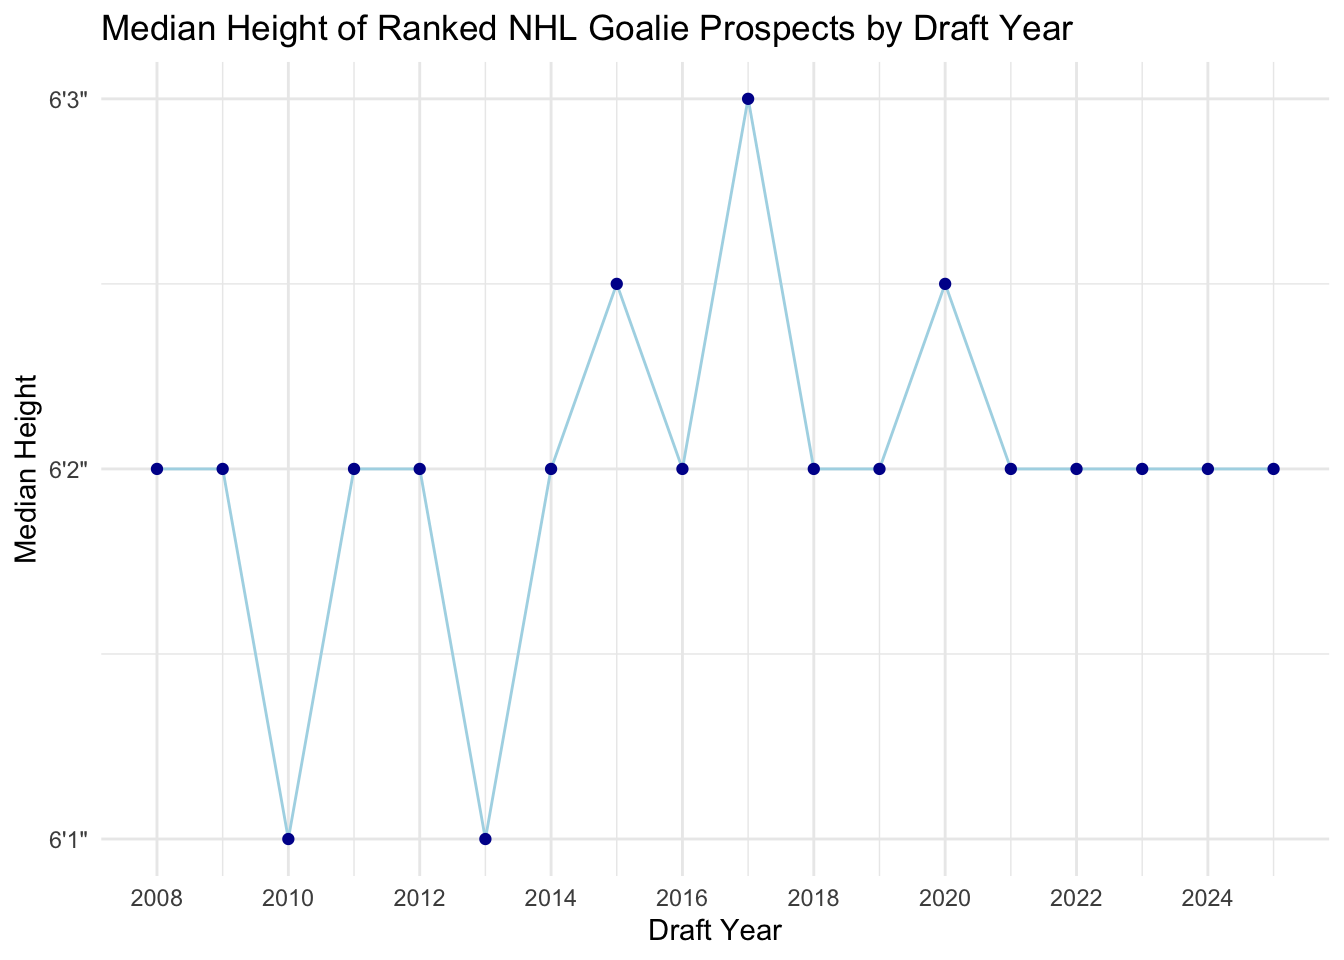 Median Height of Ranked NHL Goalie Prospects by Draft Year
Median Height
6'3"
6'2"
6'1"
2008 2010 2012 2014 2016 2018 2020 2022 2024
Draft Year